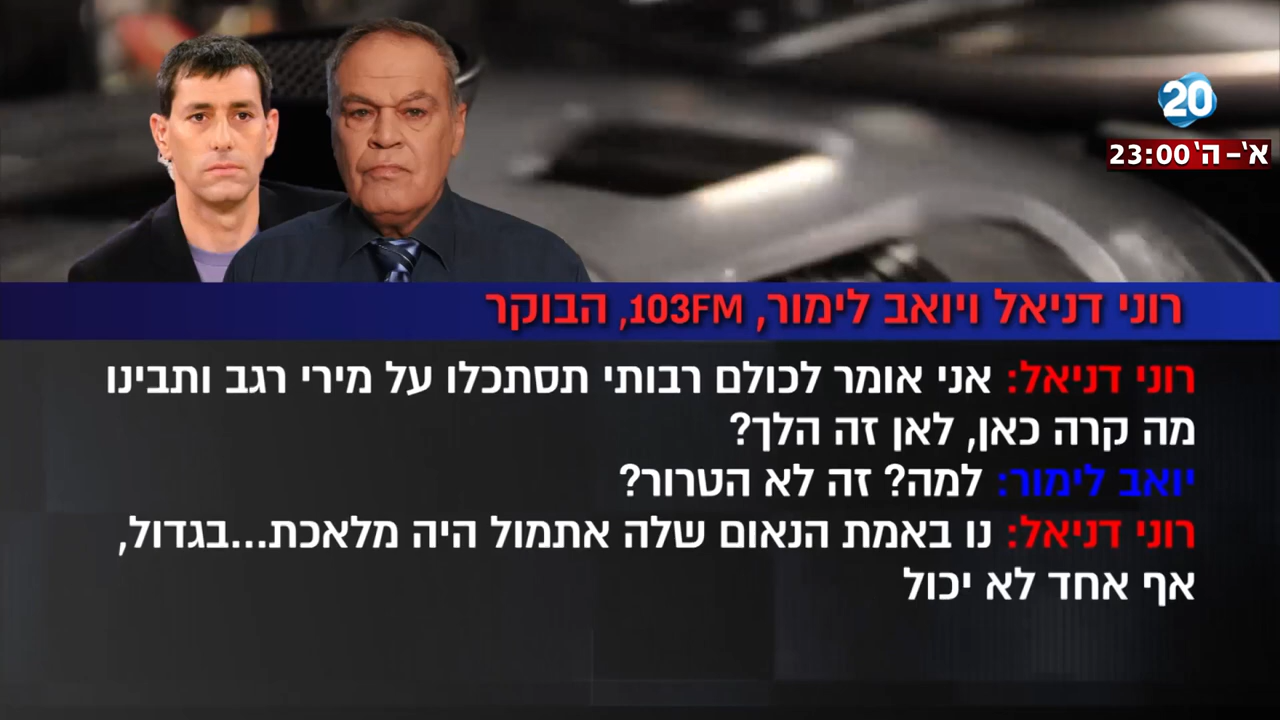 20
א'-ה' 23:00
רוני דניאל ויואב לימור, 103FM, הבוקר
רוני דניאל: אני אומר לכולם רבותי תסתכלו על מירי רגב ותבינו
מה קרה כאן, לאן זה הלך?
יואב לימור: למה? זה לא הטרור?
רוני דניאל: נו באמת הנאום שלה אתמול היה מלאכת...בגדול,
אף אחד לא יכול